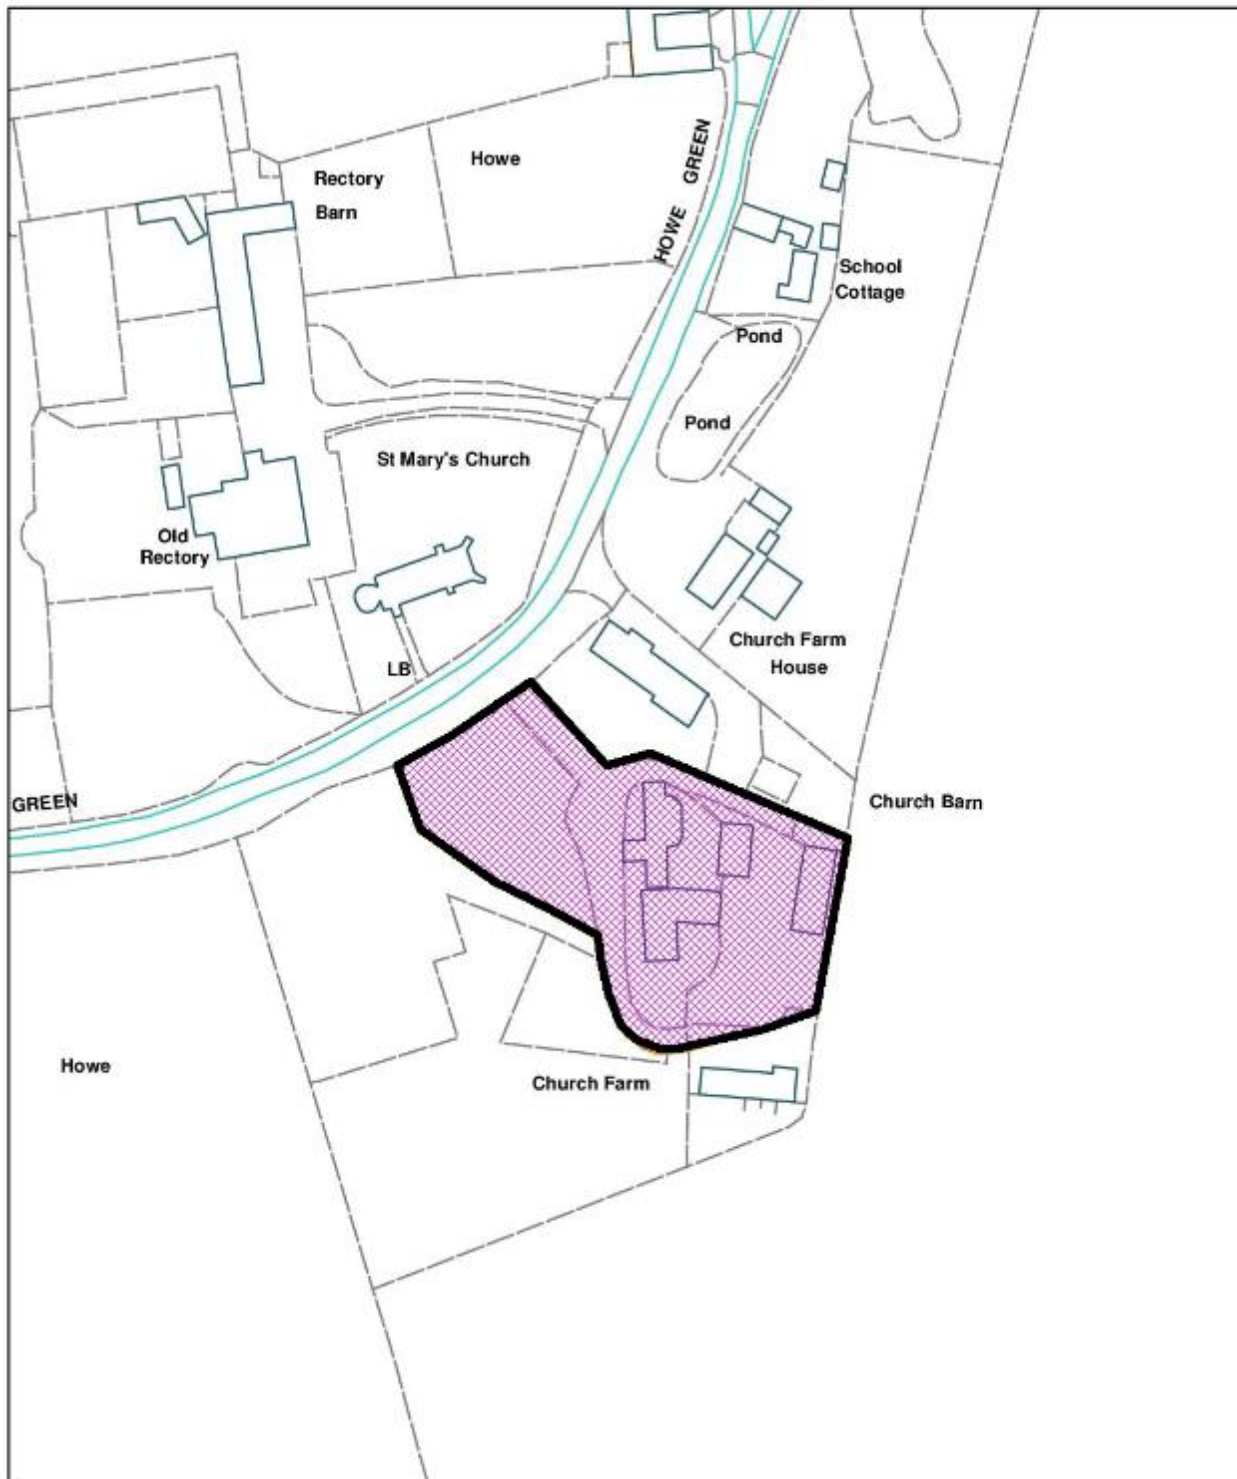 HOWE GREEN
Howe
Rectory
Barn
School
Cottage
Pond
Pond
St Mary's Church
Old
Rectory
Church Farm
House
LB
GREEN
Church Barn
Howe
Church Farm